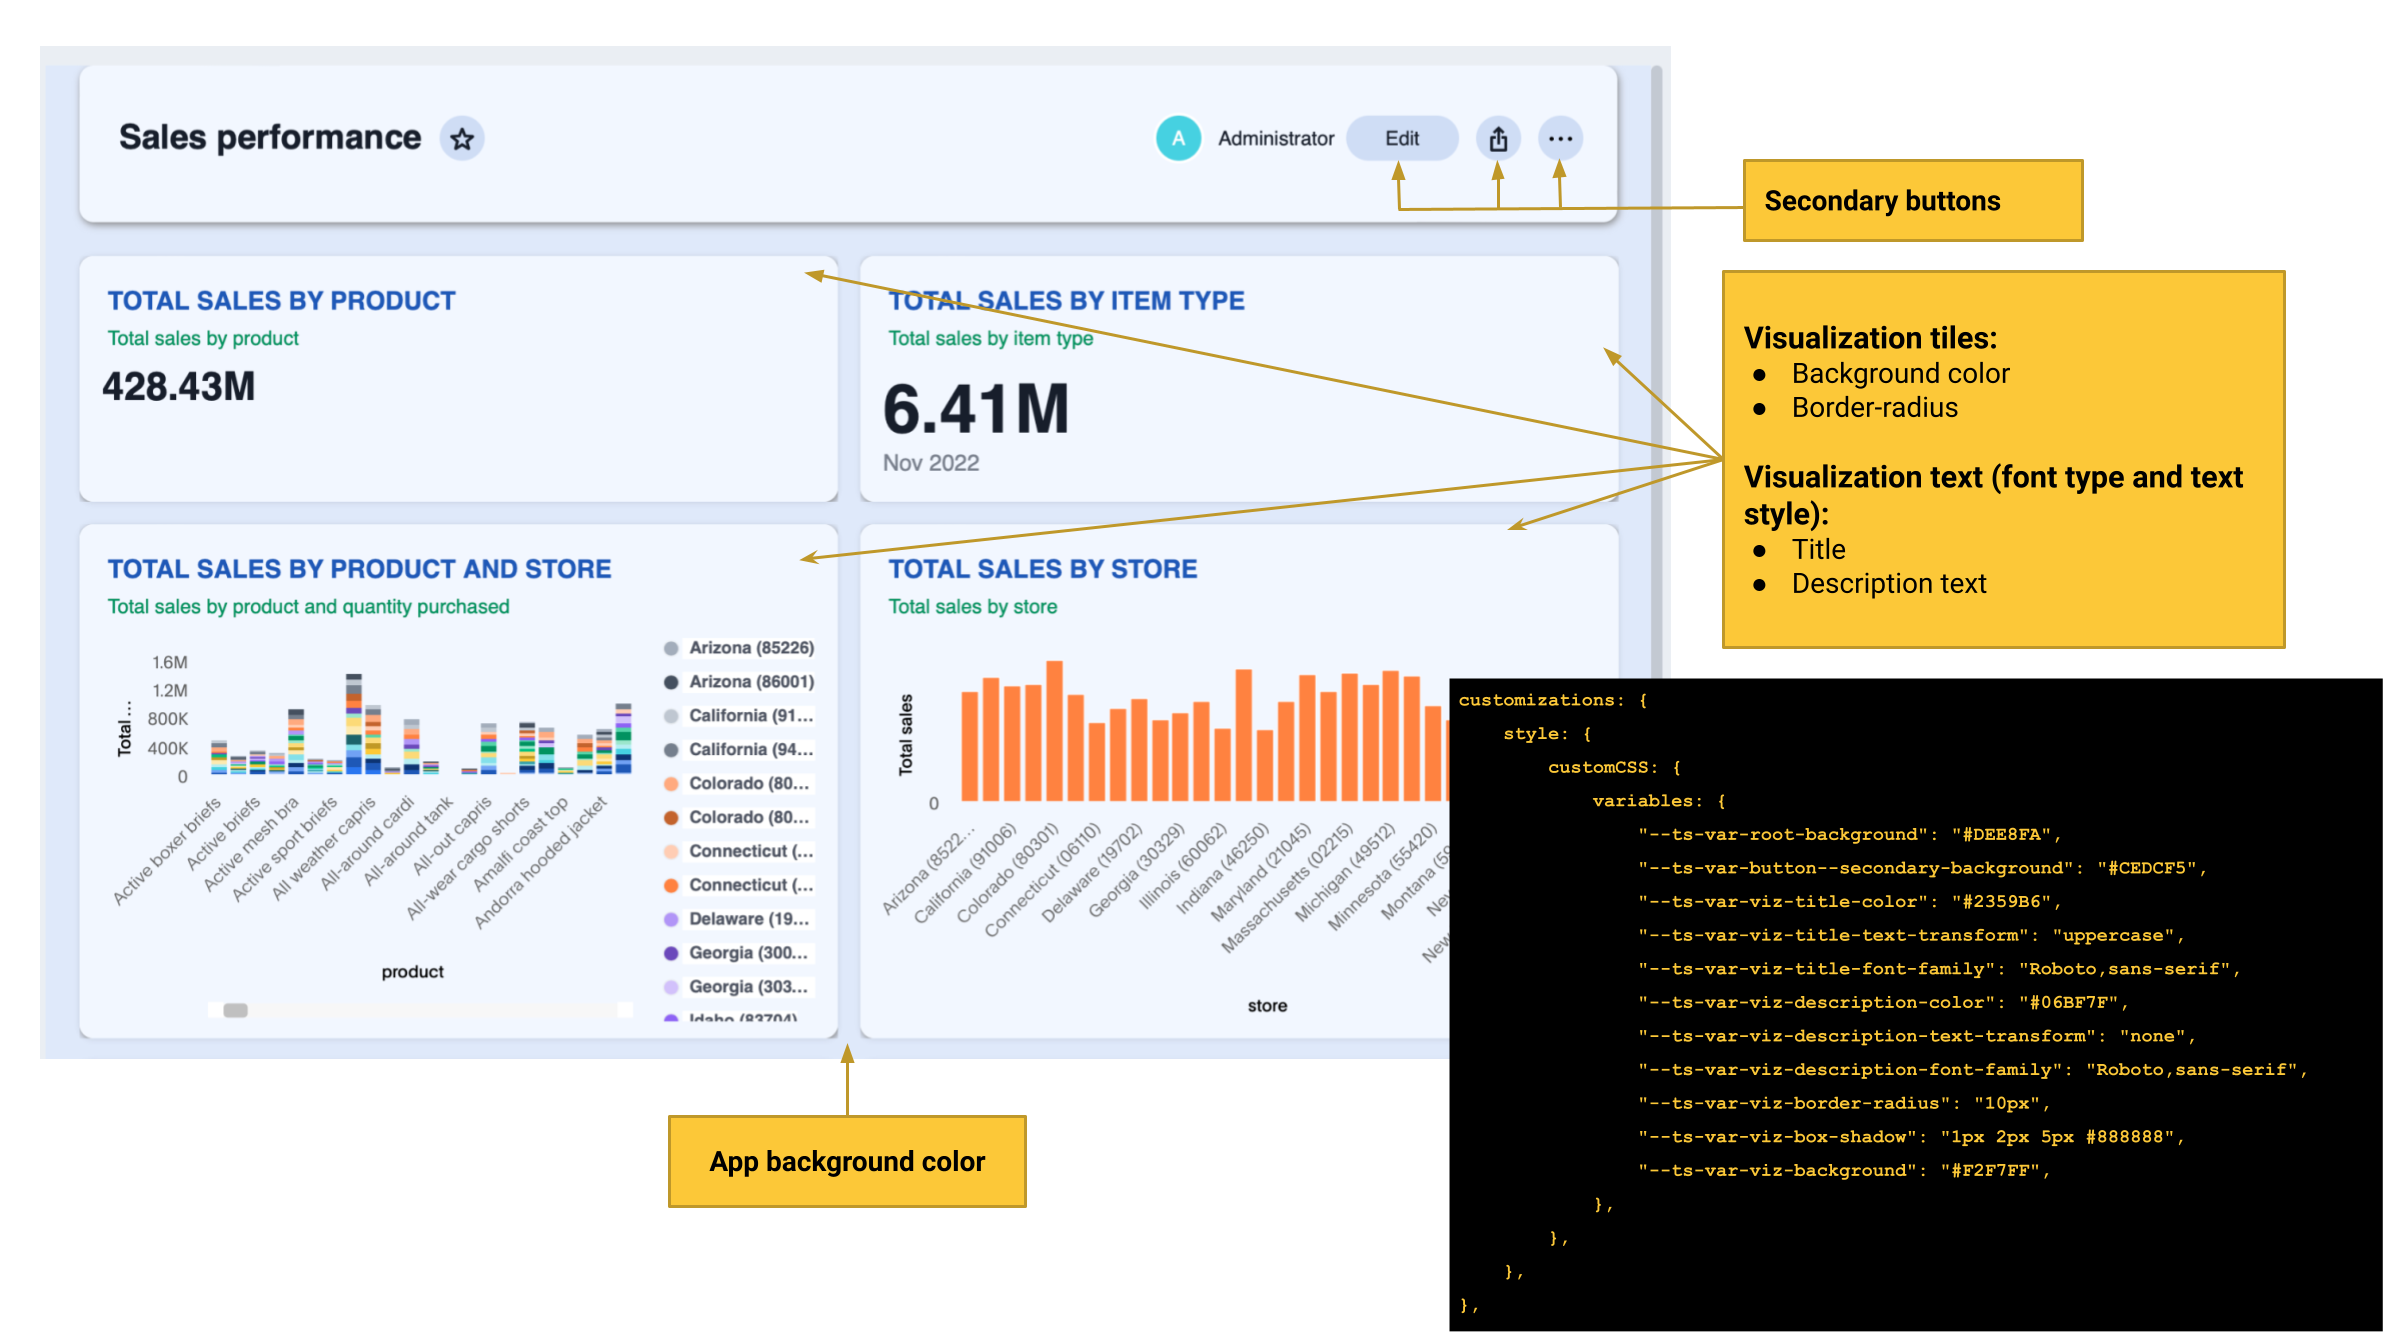 Sales performance
A
Administrator
Edit
Secondary buttons
TOTAL SALES BY PRODUCT
Total sales by product
428.43M
TOTAL SALES BY ITEM TYPE
Total sales by item type
6.41M
Nov 2022
Visualization tiles:
● Background color
● Border-radius
Visualization text (font type and text
style):
● Title
● Description text
TOTAL SALES BY PRODUCT AND STORE
Total sales by product and quantity purchased
Total ...
1.6M
1.2M
800K
400K
0
Active boxer briefs
Active briefs
Active mesh bra
Active sport briefs
All weather capris
All-around cardi
All-around tank
All-out capris
All-wear cargo shorts
Amalfi coast top
Andorra hooded jacket
product
Arizona (85226)
Arizona (86001)
California (91...
California (94...
Colorado (80...
Colorado (80...
Connecticut (...
Connecticut (...
Delaware (19...
Georgia (300...
Georgia (303...
Idaho (83704)
TOTAL SALES BY STORE
Total sales by store
Total sales
0
Arizona (8522...
California (91006)
Colorado (80301)
Connecticut (06110)
Delaware (19702)
Georgia (30329)
Illinois (60062)
Indiana (46250)
Maryland (21045)
Massachusetts (02215)
Michigan (49512)
Minnesota (55420)
Montana (59
Nev
New
store
App background color
customizations: {
style: {
customCSS: {
variables: {
"--ts-var-root-background": "#DEE8FA",
"--ts-var-button--secondary-background": "#CEDCF5",
"--ts-var-viz-title-color": "#2359B6",
"--ts-var-viz-title-text-transform": "uppercase",
"--ts-var-viz-title-font-family": "Roboto,sans-serif",
"--ts-var-viz-description-color": "#06BF7F",
"--ts-var-viz-description-text-transform": "none",
"--ts-var-viz-description-font-family": "Roboto,sans-serif",
"--ts-var-viz-border-radius": "10px",
"--ts-var-viz-box-shadow": "1px 2px 5px #888888",
"--ts-var-viz-background": "#F2F7FF",
},
},
},
},